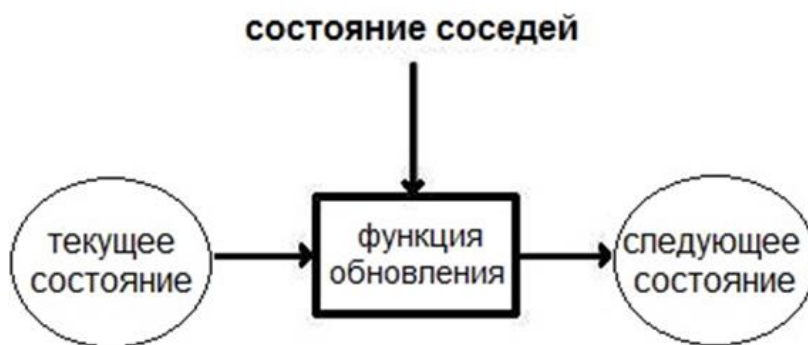 состояние соседей
текущее
состояние
функция
обновления
следующее
состояние